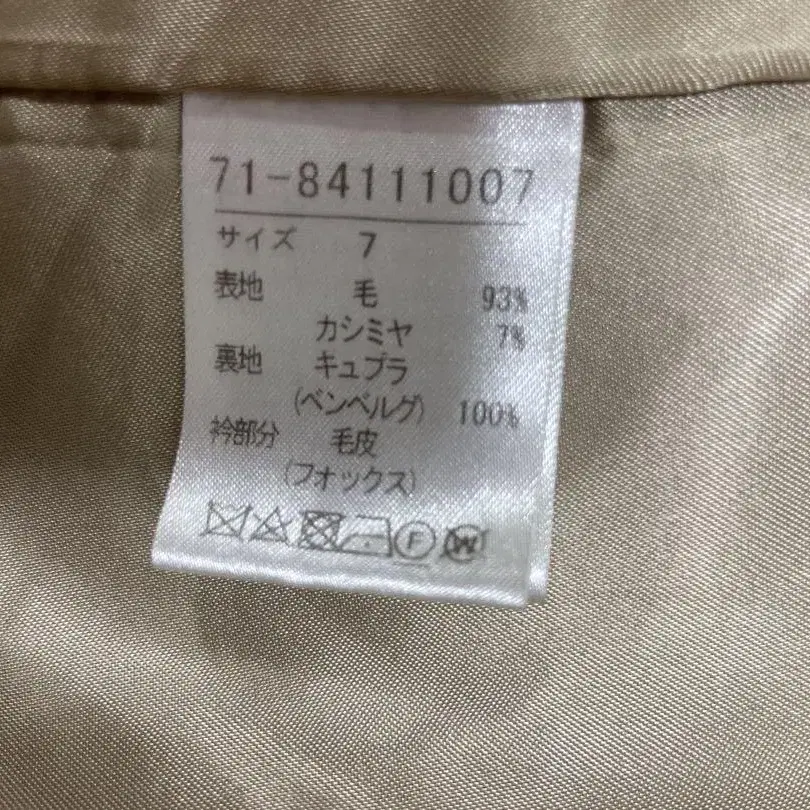 71-84111007
サイズ 7
表地 毛 93%
カシミヤ 7%
裏地 キュプラ
(ベンベルグ) 100%
衿部分 毛皮
(フォックス)
F W